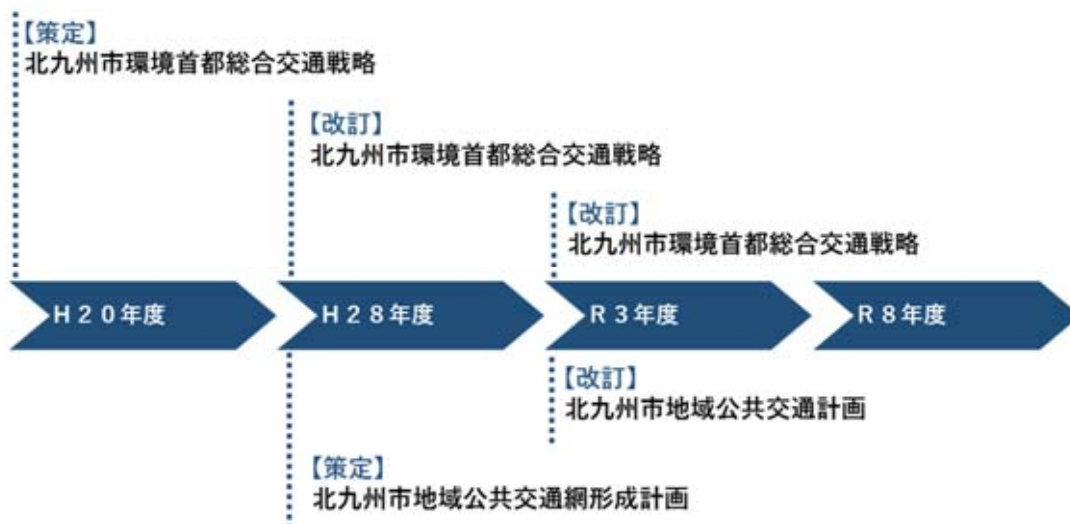 【策定】
北九州市環境首都総合交通戦略
【改訂】
北九州市環境首都総合交通戦略
【改訂】
北九州市環境首都総合交通戦略
H20年度
H28年度
R3年度
R8年度
【改訂】
北九州市地域公共交通計画
【策定】
北九州市地域公共交通網形成計画